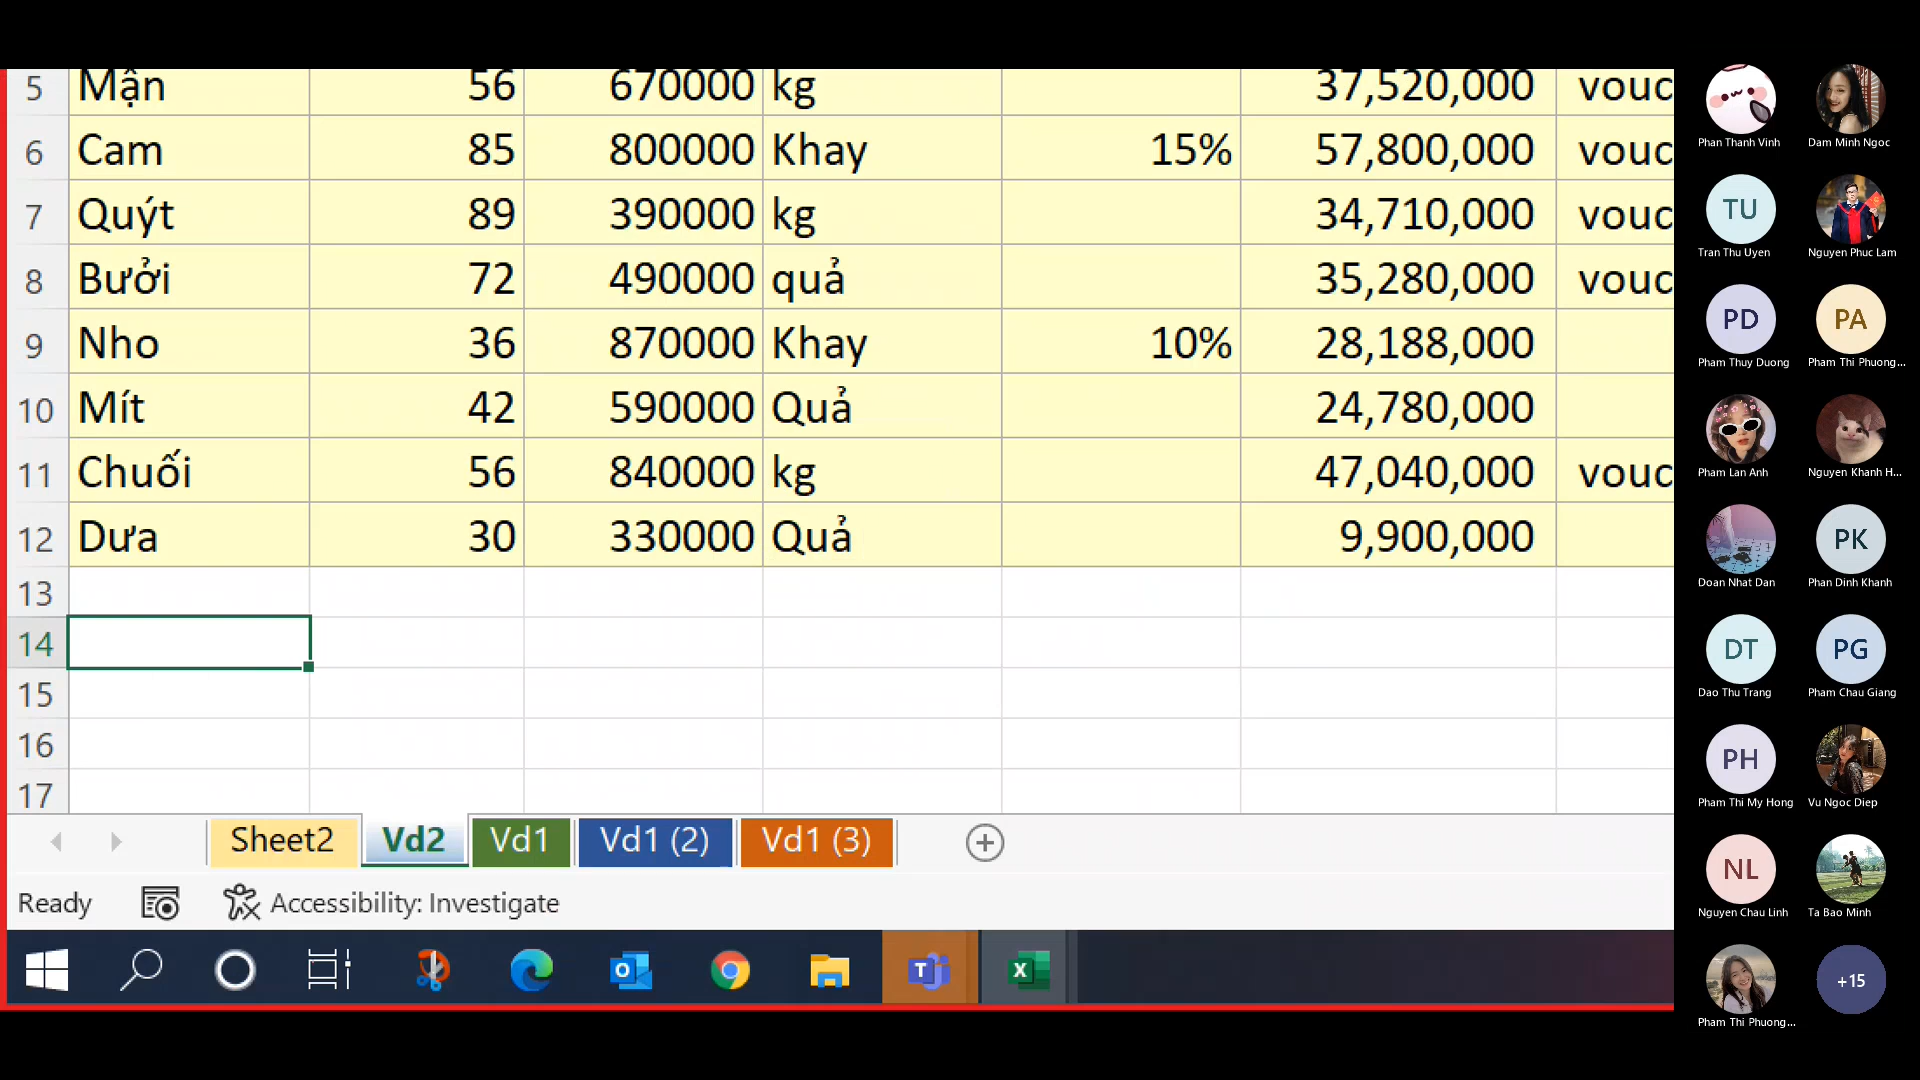 5 Mận 56 670000 kg 37,520,000 vouc
6 Cam 85 800000 Khay 15% 57,800,000 vouc
7 Quýt 89 390000 kg 34,710,000 vouc
8 Bưởi 72 490000 quả 35,280,000 vouc
9 Nho 36 870000 Khay 10% 28,188,000
10 Mít 42 590000 Quả 24,780,000
11 Chuối 56 840000 kg 47,040,000 vouc
12 Dưa 30 330000 Quả 9,900,000
13
14
15
16
17
Sheet2 Vd2 Vd1 Vd1 (2) Vd1 (3)
Ready Accessibility: Investigate
Phan Thanh Vinh Dam Minh Ngoc
TU
Tran Thu Uyen Nguyen Phuc Lam
PD PA
Pham Thuy Duong Pham Thi Phuong...
Pham Lan Anh Nguyen Khanh H...
PK
Doan Nhat Dan Phan Dinh Khanh
DT PG
Dao Thu Trang Pham Chau Giang
PH
Pham Thi My Hong Vu Ngoc Diep
NL
Nguyen Chau Linh Ta Bao Minh
+15
Pham Thi Phuong...